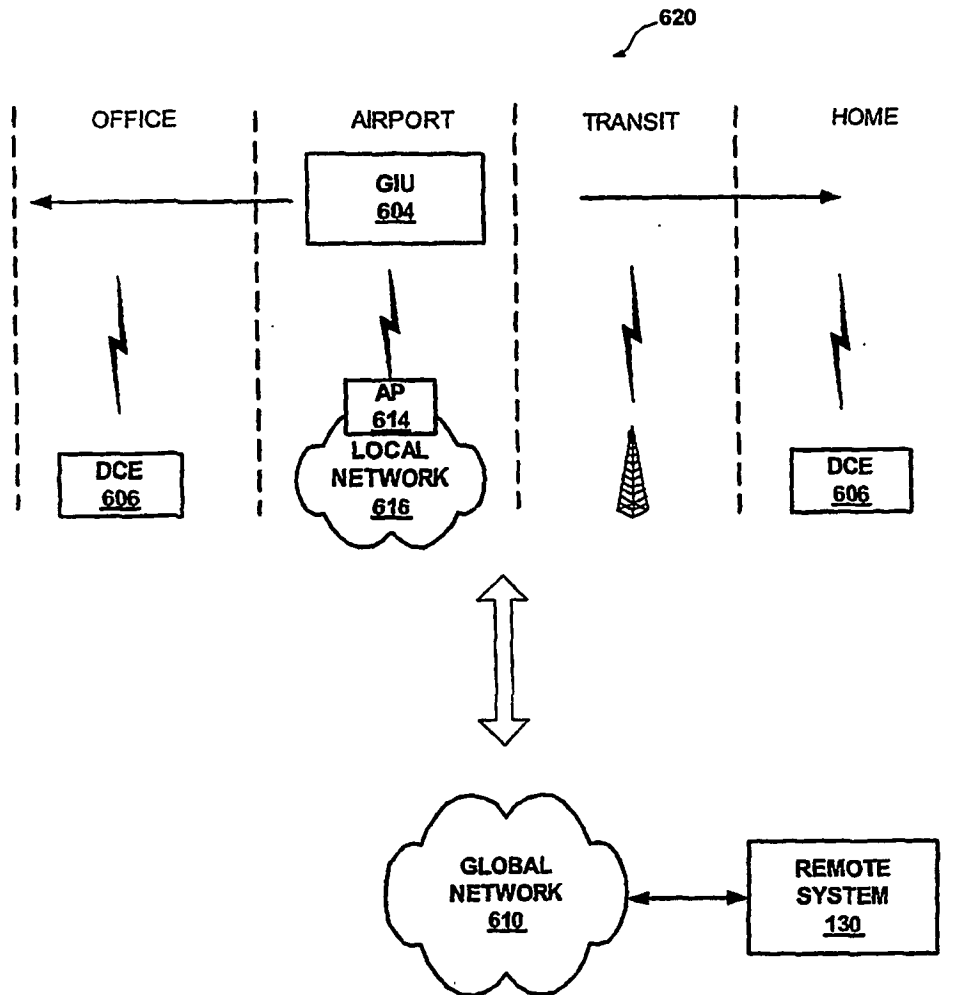 620
OFFICE
AIRPORT
TRANSIT
HOME
GIU
604
AP
614
LOCAL
NETWORK
616
DCE
606
DCE
606
GLOBAL
NETWORK
610
REMOTE
SYSTEM
130